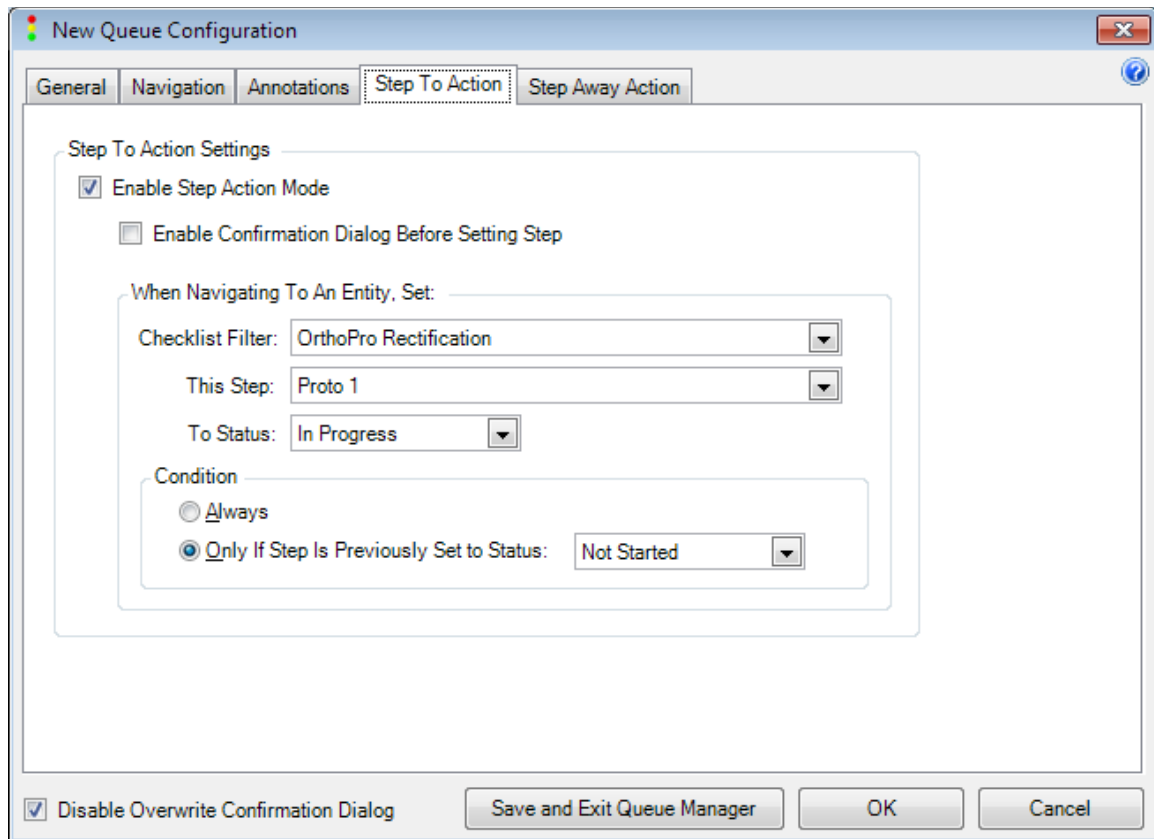 New Queue Configuration
General Navigation Annotations Step To Action Step Away Action
Step To Action Settings
Enable Step Action Mode
Enable Confirmation Dialog Before Setting Step
When Navigating To An Entity, Set:
Checklist Filter: OrthoPro Rectification
This Step: Proto 1
To Status: In Progress
Condition
Always
Only If Step Is Previously Set to Status: Not Started
Disable Overwrite Confirmation Dialog Save and Exit Queue Manager OK Cancel